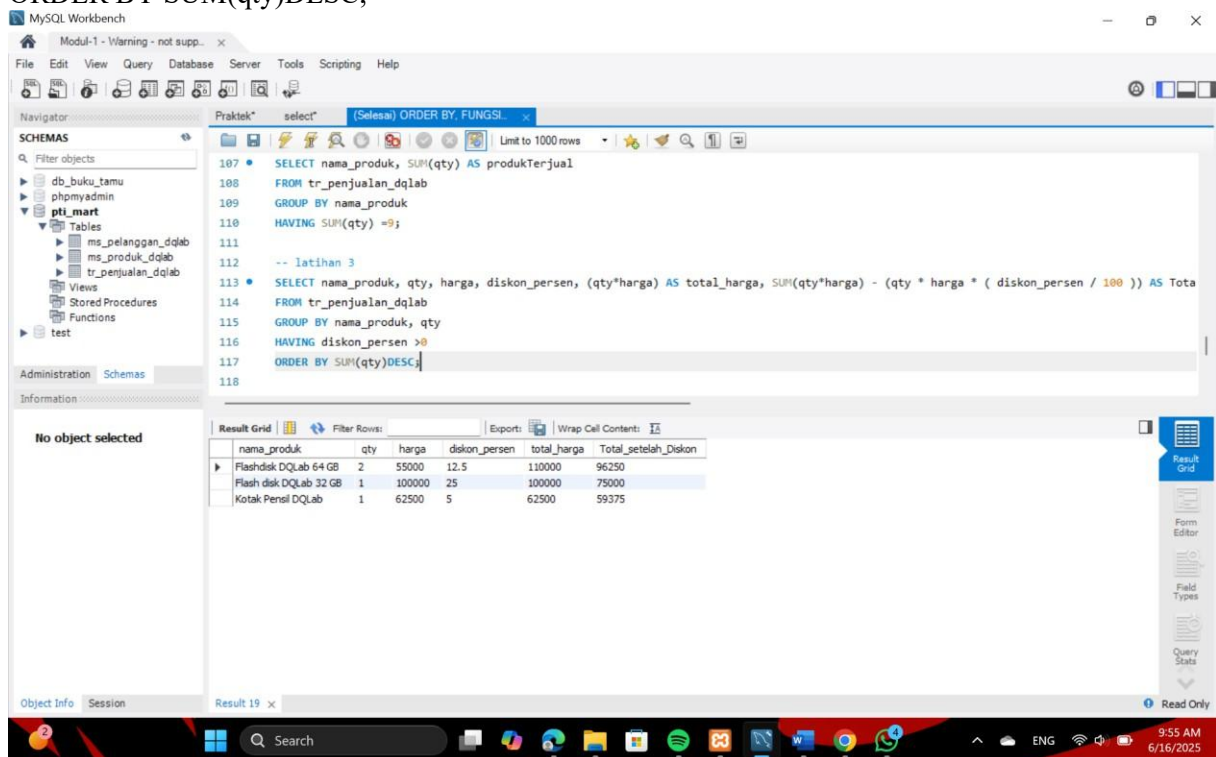 ORDER BY SUM(qty)DESC;
MySQL Workbench
Modul-1 - Warning - not supp..
File Edit View Query Database Server Tools Scripting Help
Navigator
SCHEMAS
Filter objects
db_buku_tamu
phpmyadmin
pti_mart
Tables
ms_pelanggan_dqlab
ms_produk_dqlab
tr_penjualan_dqlab
Views
Stored Procedures
Functions
test
Administration Schemas
Information
No object selected
Object Info Session
Praktek* select* (Selesai) ORDER BY, FUNGSI..
Limit to 1000 rows
107 SELECT nama_produk, SUM(qty) AS produkTerjual
108 FROM tr_penjualan_dqlab
109 GROUP BY nama_produk
110 HAVING SUM(qty) =9;
111
112 -- latihan 3
113 SELECT nama_produk, qty, harga, diskon_persen, (qty*harga) AS total_harga, SUM(qty*harga) - (qty * harga * ( diskon_persen / 100 )) AS Tota
114 FROM tr_penjualan_dqlab
115 GROUP BY nama_produk, qty
116 HAVING diskon_persen >0
117 ORDER BY SUM(qty)DESC;
118
Result Grid Filter Rows: Export: Wrap Cell Content:
nama_produk qty harga diskon_persen total_harga Total_setelah_Diskon
Flashdisk DQLab 64 GB 2 55000 12.5 110000 96250
Flash disk DQLab 32 GB 1 100000 25 100000 75000
Kotak Pensil DQLab 1 62500 5 62500 59375
Result Grid
Form Editor
Field Types
Query Stats
Result 19
Read Only
2
Search
ENG
9:55 AM
6/16/2025